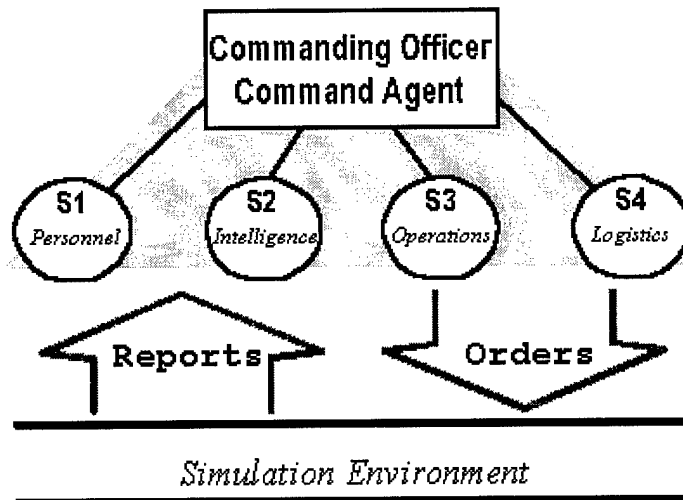 Commanding Officer
Command Agent
S1
Personnel
S2
Intelligence
S3
Operations
S4
Logistics
Reports
Orders
Simulation Environment